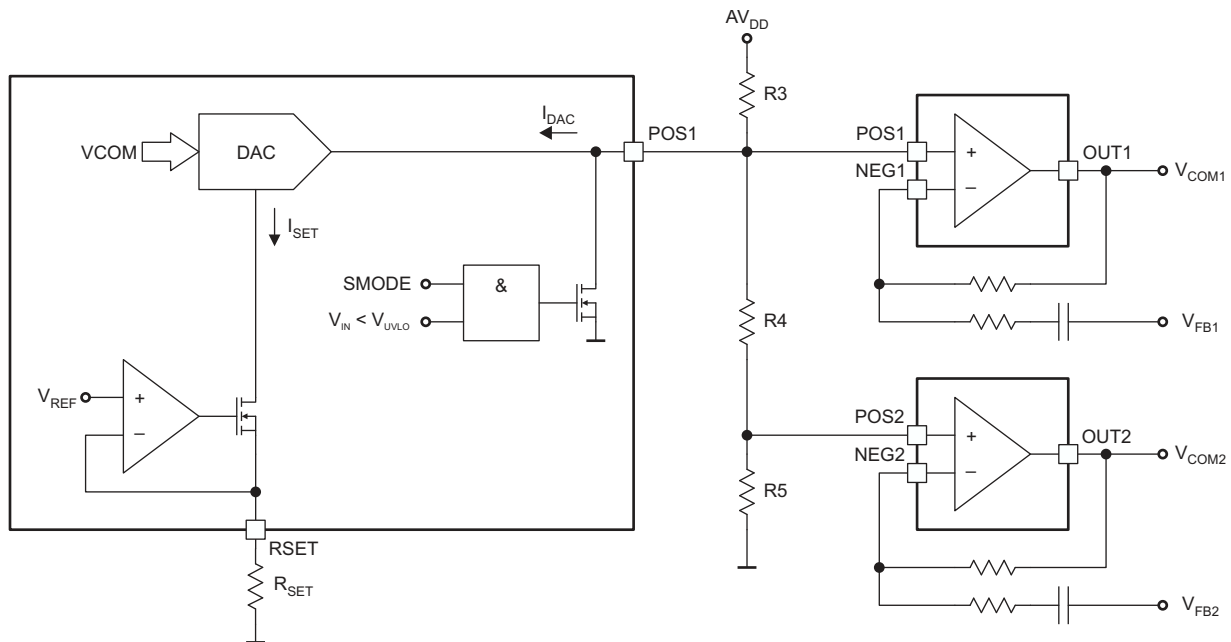 AVDD
R3
IDAC
POS1
VCOM
DAC
ISET
SMODE
VIN < VUVLO
&
VREF
+
−
RSET
RSET
R4
R5
POS1
NEG1
+
−
OUT1
VCOM1
VFB1
POS2
NEG2
+
−
OUT2
VCOM2
VFB2